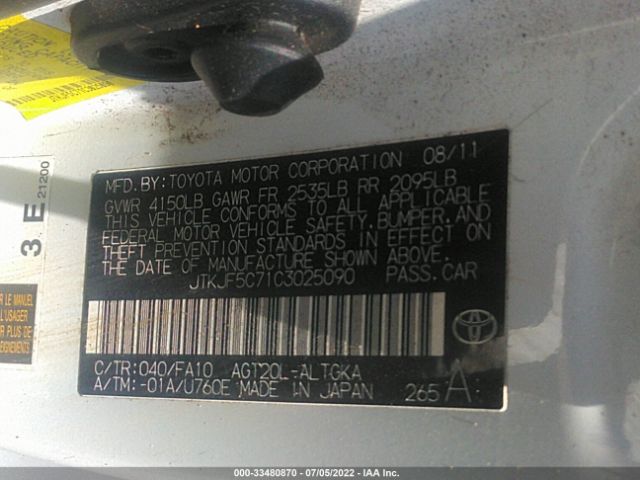 3 E
21200
MFD. BY: TOYOTA MOTOR CORPORATION 08/11
GVWR 4150LB GAWR FR 2535LB RR 2095LB
THIS VEHICLE CONFORMS TO ALL APPLICABLE
FEDERAL MOTOR VEHICLE SAFETY, BUMPER, AND
THEFT PREVENTION STANDARDS IN EFFECT ON
THE DATE OF MANUFACTURE SHOWN ABOVE.
JTKJF5C71C3025090 PASS.CAR
C/TR: 040/FA10 AGT20L-ALTGKA
A/TM: -01A/U760E MADE IN JAPAN 265 A:
R LE MANUEL
L'USAGER
000-33480870 - 07/05/2022 - IAA Inc.